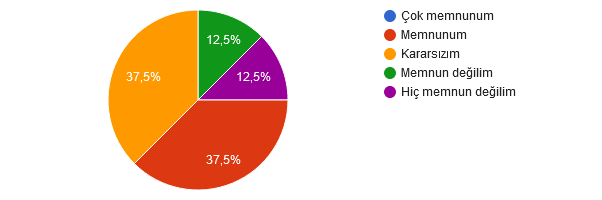 Çok memnunum
Memnunum
Kararsızım
Memnun değilim
Hiç memnun değilim
12,5%
12,5%
37,5%
37,5%